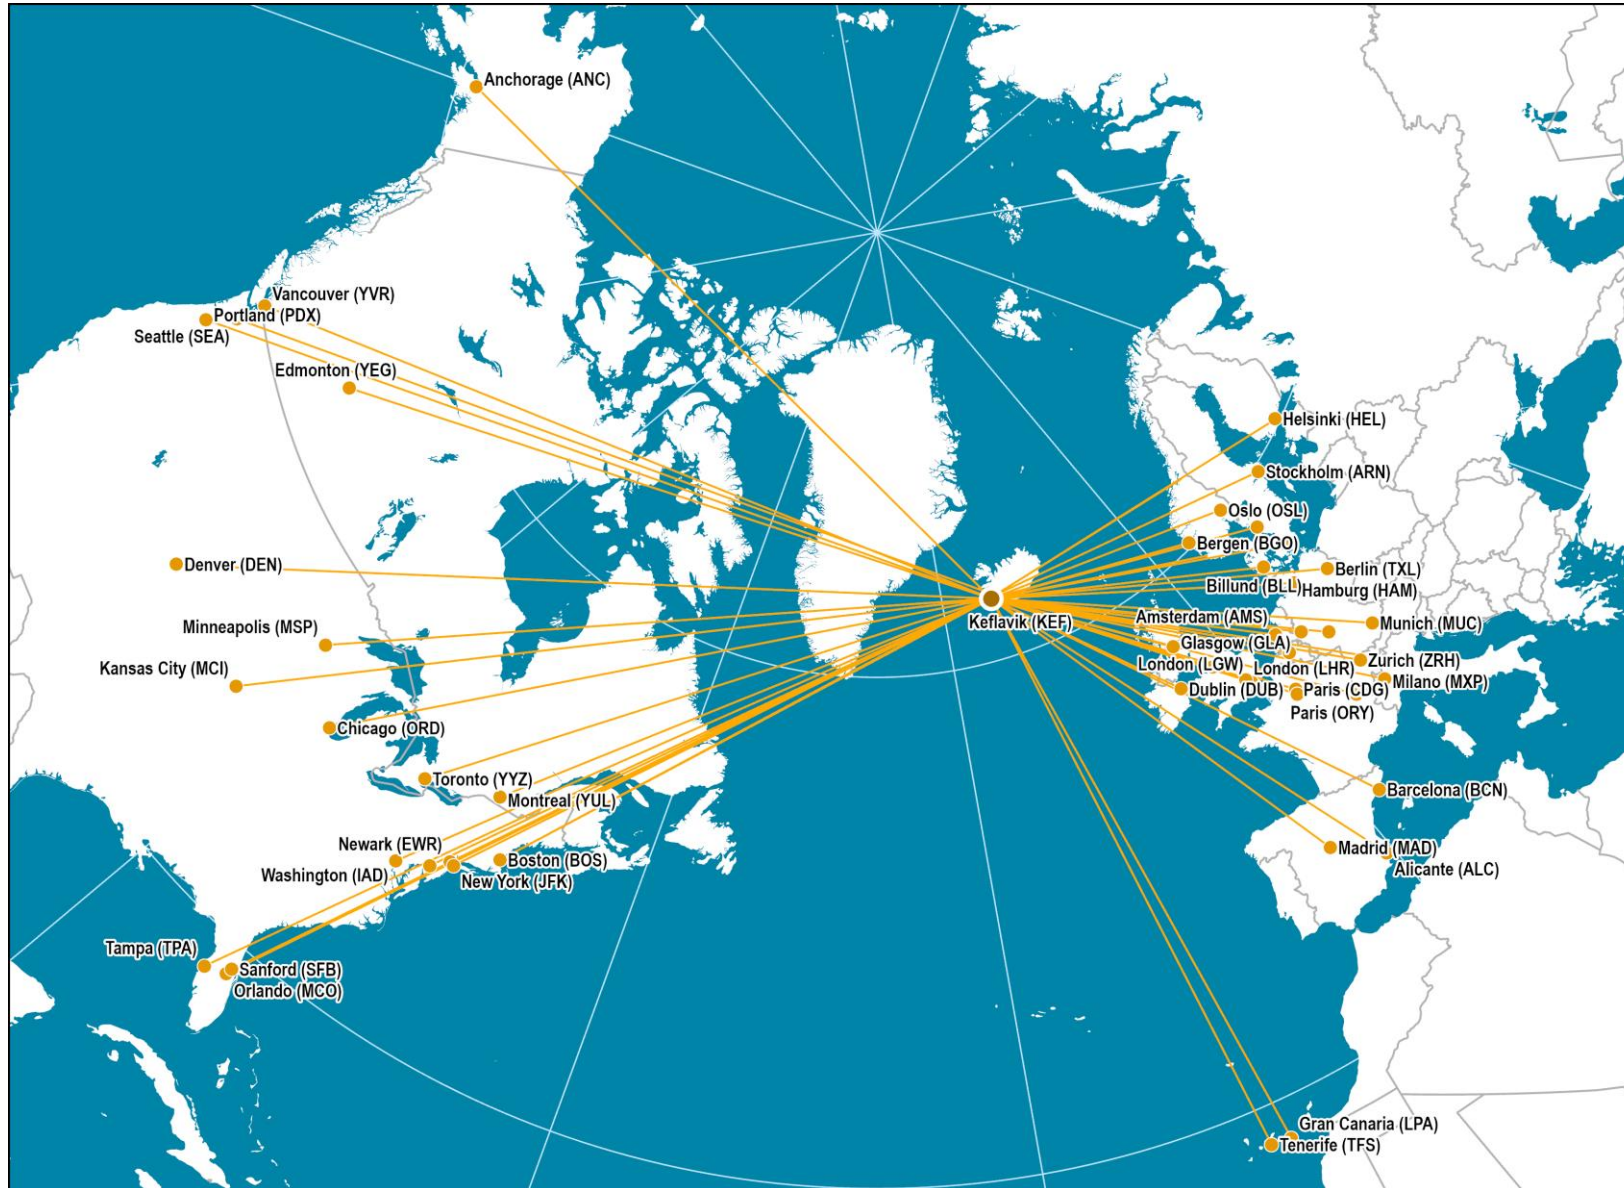 Anchorage (ANC)
Vancouver (YVR)
Portland (PDX)
Seattle (SEA)
Edmonton (YEG)
Helsinki (HEL)
Stockholm (ARN)
Oslo (OSL)
Bergen (BGO)
Denver (DEN)
Berlin (TXL)
Billund (BLL)
Hamburg (HAM)
Keflavik (KEF)
Amsterdam (AMS)
Munich (MUC)
Minneapolis (MSP)
Glasgow (GLA)
Kansas City (MCI)
London (LGW)
London (LHR)
Zurich (ZRH)
Milano (MXP)
Dublin (DUB)
Paris (CDG)
Paris (ORY)
Chicago (ORD)
Toronto (YYZ)
Montreal (YUL)
Barcelona (BCN)
Newark (EWR)
Madrid (MAD)
Boston (BOS)
Washington (IAD)
New York (JFK)
Alicante (ALC)
Tampa (TPA)
Sanford (SFB)
Orlando (MCO)
Gran Canaria (LPA)
Tenerife (TFS)